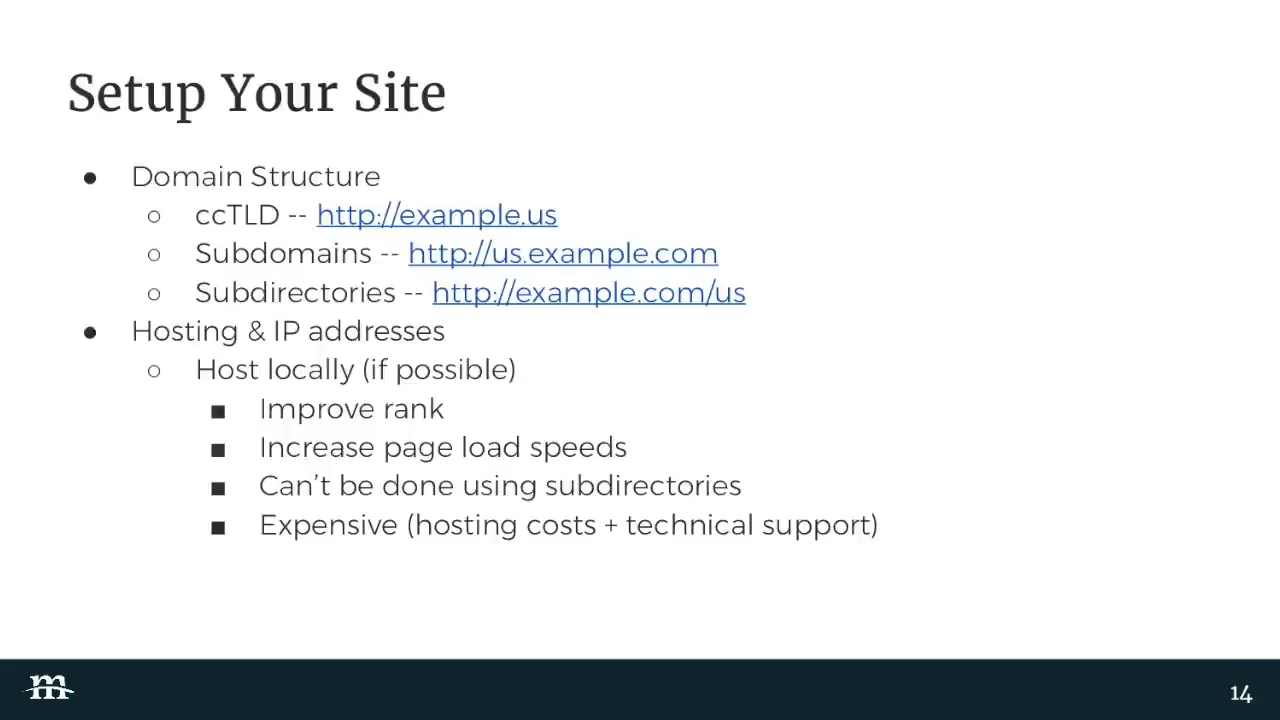 Setup Your Site
● Domain Structure
○ ccTLD -- http://example.us
○ Subdomains -- http://us.example.com
○ Subdirectories -- http://example.com/us
● Hosting & IP addresses
○ Host locally (if possible)
■ Improve rank
■ Increase page load speeds
■ Can’t be done using subdirectories
■ Expensive (hosting costs + technical support)
m
14